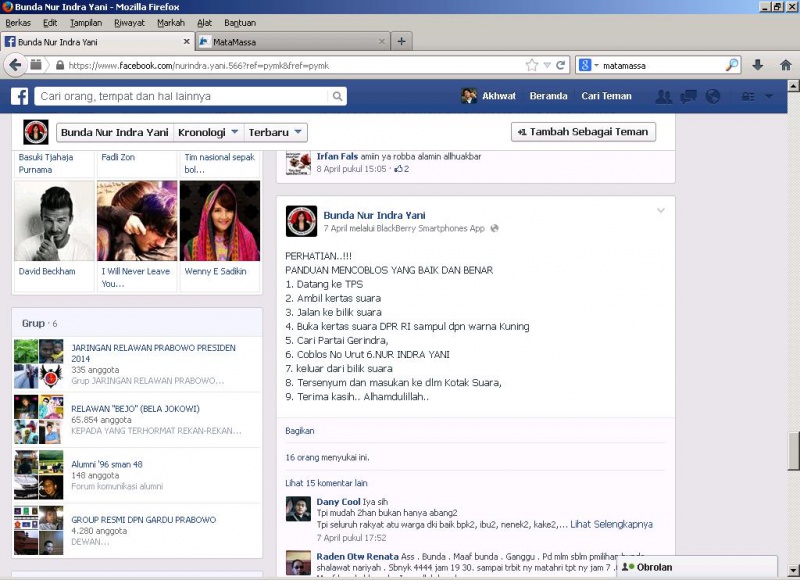 Bunda Nur Indra Yani - Mozilla Firefox
Berkas Edit Tampilan Riwayat Markah Alat Bantuan
Bunda Nur Indra Yani
MataMassa
https://www.facebook.com/nurindra.yani.566?ref=pymk&fref=pymk
matamassa
Cari orang, tempat dan hal lainnya
Akhwat Beranda Cari Teman
Bunda Nur Indra Yani Kronologi Terbaru
+1 Tambah Sebagai Teman
Basuki Tjahaja Purnama
Fadli Zon
Tim nasional sepak bol...
David Beckham
I Will Never Leave You...
Wenny E Sadikin
Grup · 6
JARINGAN RELAWAN PRABOWO PRESIDEN
2014
335 anggota
Grup JARINGAN RELAWAN PRABOWO...
RELAWAN "BEJO" (BELA JOKOWI)
65.854 anggota
KEPADA YANG TERHORMAT REKAN-REKAN...
Alumni '96 sman 48
148 anggota
Forum komunikasi alumni
GROUP RESMI DPN GARDU PRABOWO
4.280 anggota
DEWAN...
Irfan Fals amiin ya robba alamin allhuakbar
8 April pukul 15:05 · 2
Bunda Nur Indra Yani
7 April melalui BlackBerry Smartphones App
PERHATIAN..!!!
PANDUAN MENCOBLOS YANG BAIK DAN BENAR
1. Datang ke TPS
2. Ambil kertas suara
3. Jalan ke bilik suara
4. Buka kertas suara DPR RI sampul dpn warna Kuning
5. Cari Partai Gerindra,
6. Coblos No Urut 6.NUR INDRA YANI
7. keluar dari bilik suara
8. Tersenyum dan masukan ke dlm Kotak Suara,
9. Terima kasih.. Alhamdulillah..
Bagikan
16 orang menyukai ini.
Lihat 15 komentar lain
Dany Cool Iya sih
Tpi mudah 2han bukan hanya abang2
Tpi seluruh rakyat atu warga dki baik bpk2, ibu2, nenek2, kake2,... Lihat Selengkapnya
7 April pukul 17:52
Raden Otw Renata Ass . Bunda . Maaf bunda . Ganggu . Pd mlm sblm pmilihan bunda
shalawat nariyah . Sbnyk 4444 jam 19 30. sampai trbit ny matahri tpt ny jam 7 .
Obrolan